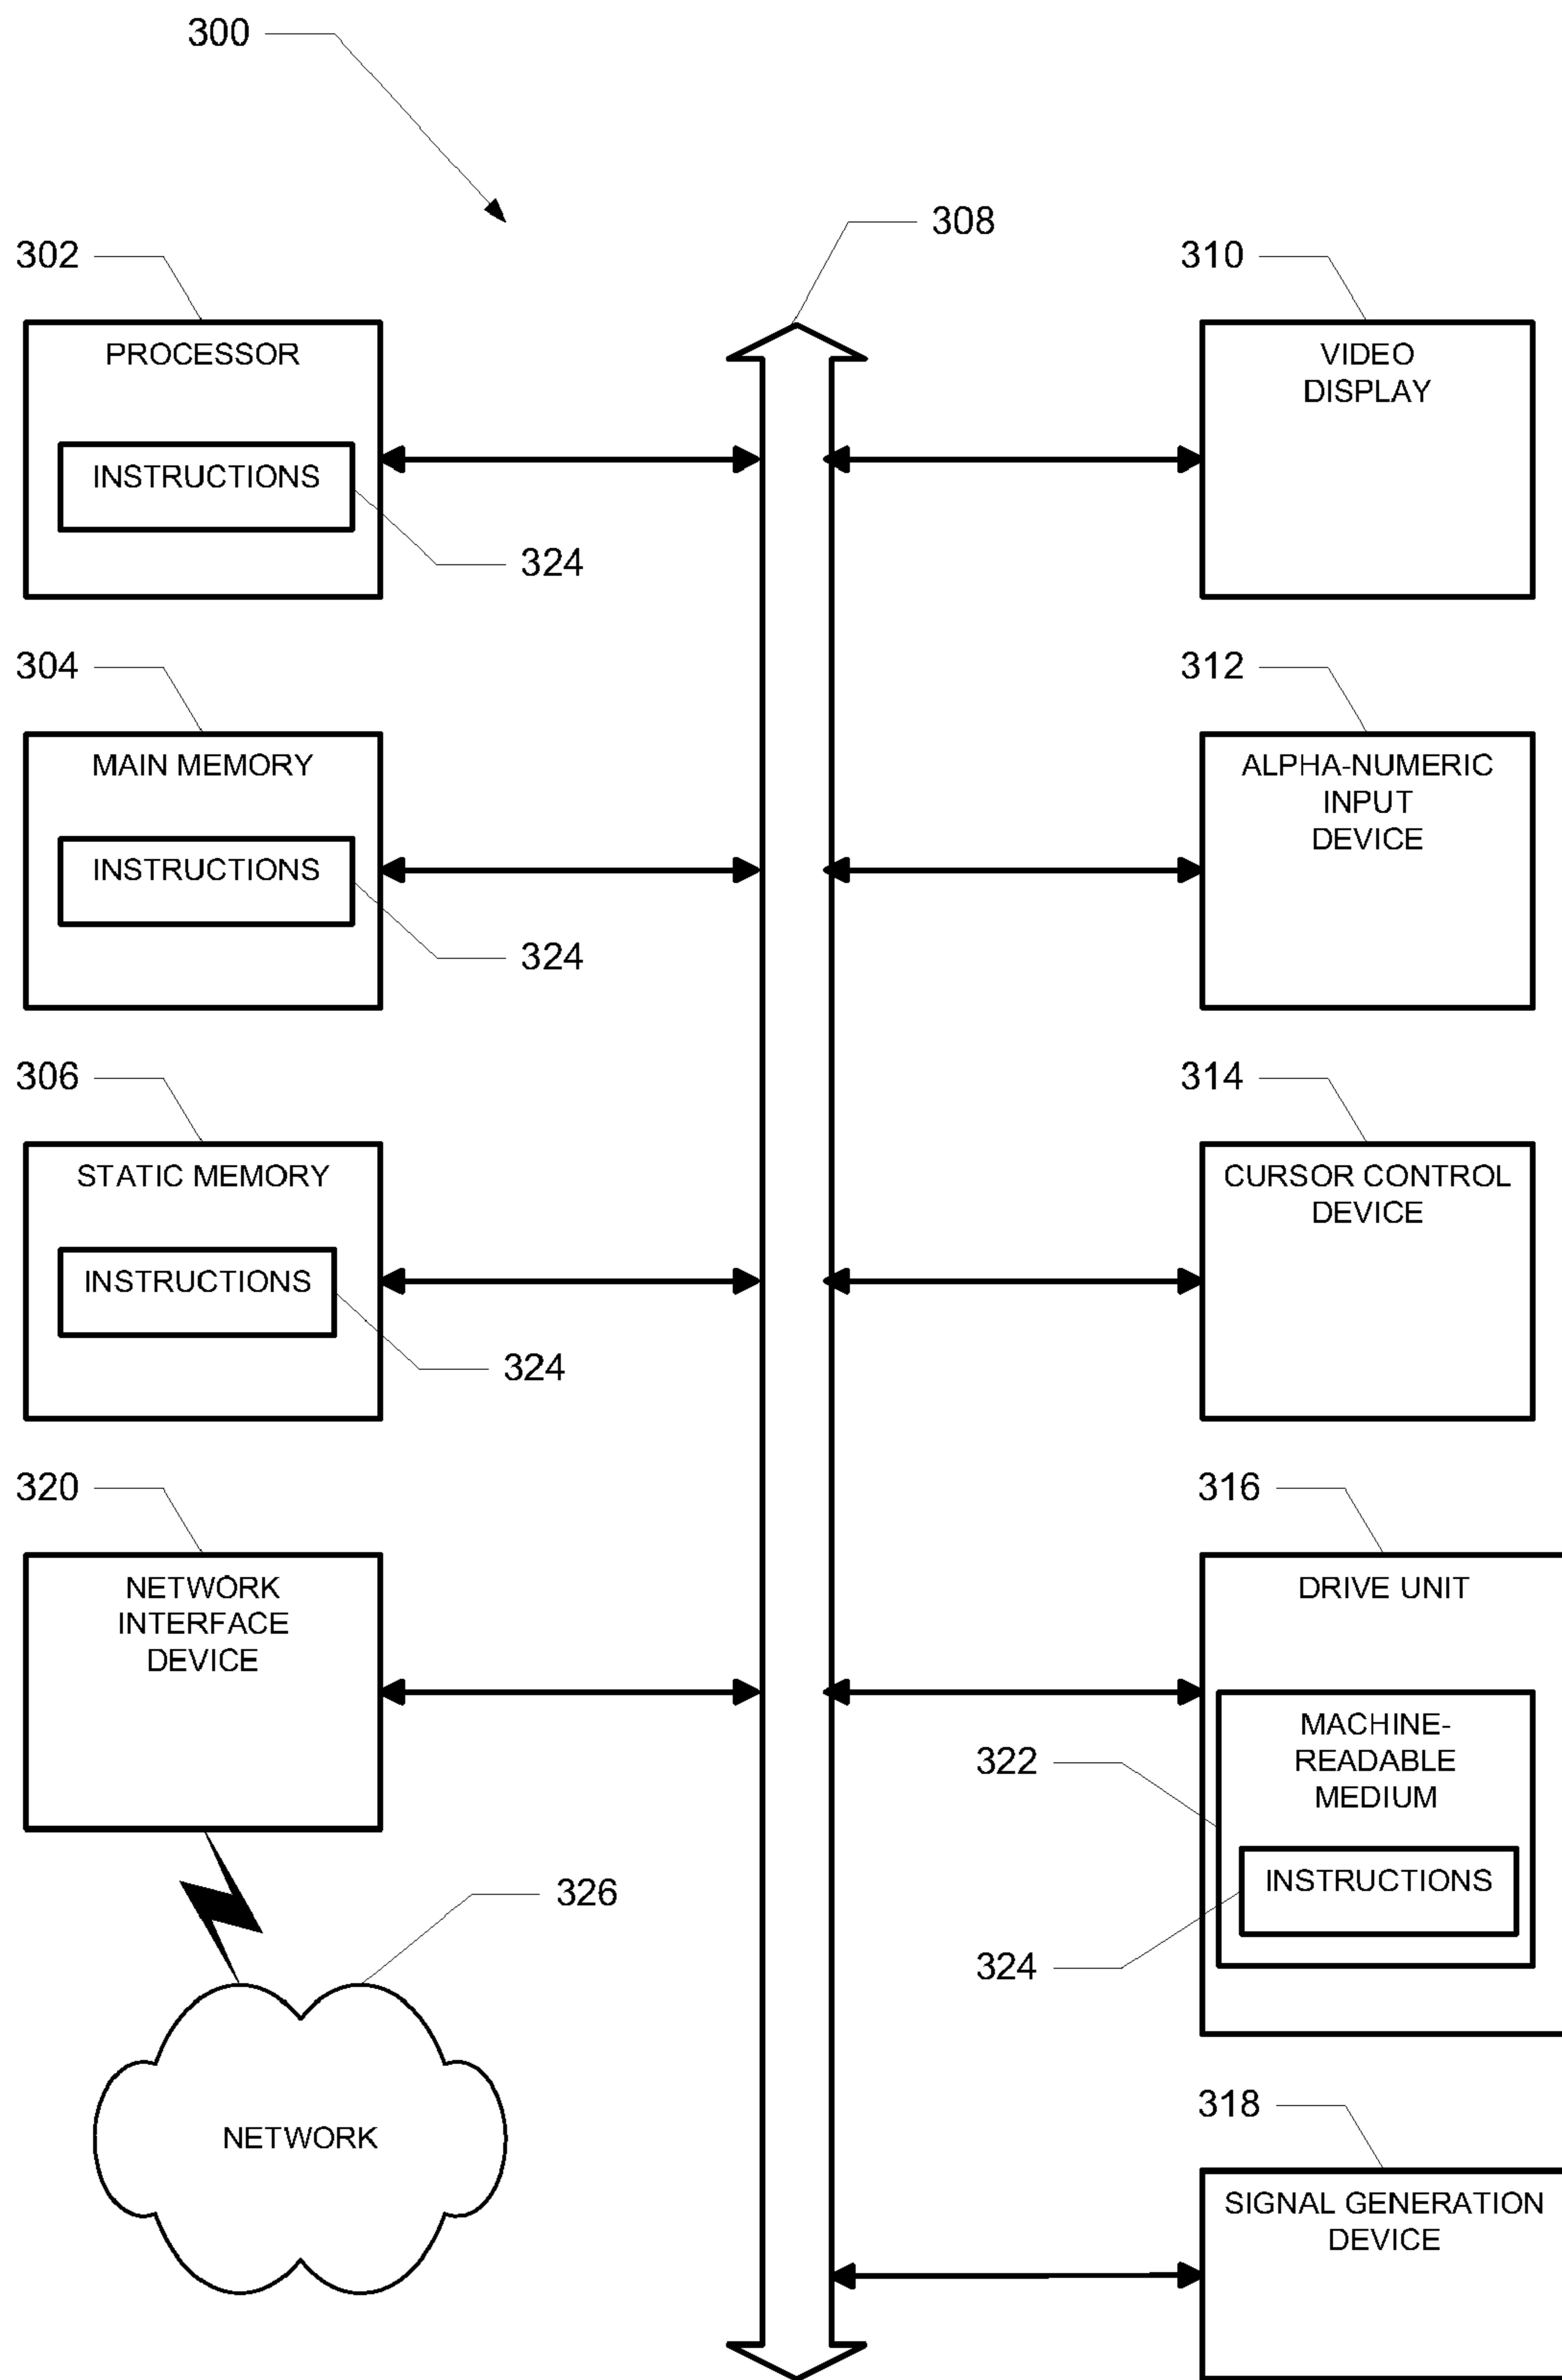 300
308
302
PROCESSOR
INSTRUCTIONS
324
304
MAIN MEMORY
INSTRUCTIONS
324
306
STATIC MEMORY
INSTRUCTIONS
324
320
NETWORK
INTERFACE
DEVICE
326
NETWORK
310
VIDEO
DISPLAY
312
ALPHA-NUMERIC
INPUT
DEVICE
314
CURSOR CONTROL
DEVICE
316
DRIVE UNIT
322
MACHINE-
READABLE
MEDIUM
INSTRUCTIONS
324
318
SIGNAL GENERATION
DEVICE